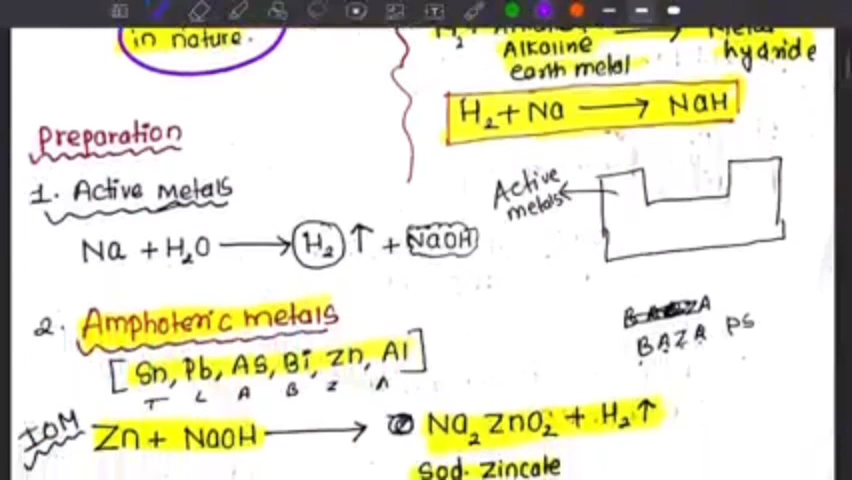 in nature.
Alkaline
earth metal
hydride
H₂ + Na ⟶ NaH
Preparation
1. Active metals
Active
metals
Na + H₂O ⟶ H₂ ↑ + NaOH
2. Amphoteric metals
[Sn, Pb, As, Bi, Zn, Al]
T L A B Z A
BAZA PS
IOM
Zn + NaOH ⟶ Na₂ZnO₂ + H₂ ↑
Sod. zincate